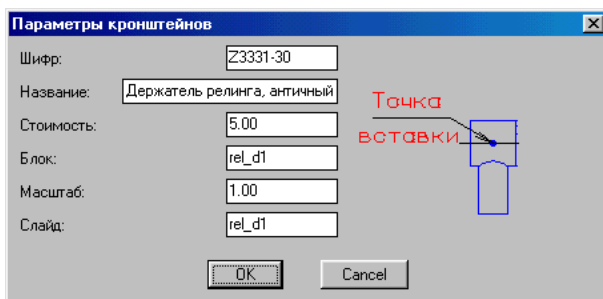 Параметры кронштейнов
Шифр: Z3331-30
Название: Держатель релинга, античный
Стоимость: 5.00
Блок: rel_d1
Масштаб: 1.00
Слайд: rel_d1
Точка
вставки
OK Cancel